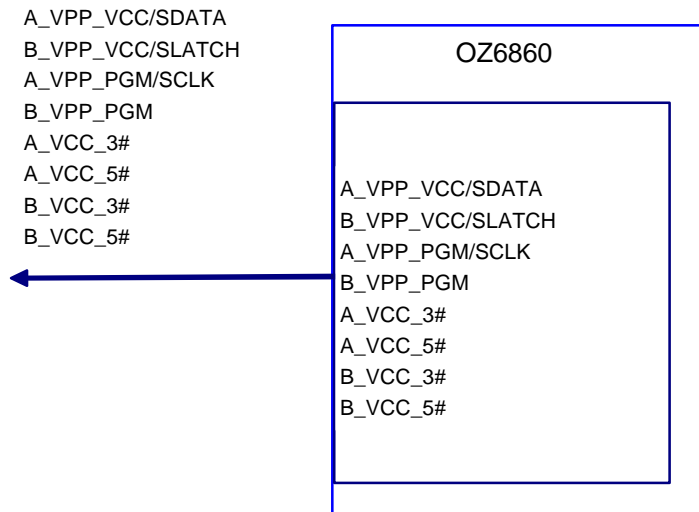 A_VPP_VCC/SDATA
B_VPP_VCC/SLATCH
A_VPP_PGM/SCLK
B_VPP_PGM
A_VCC_3#
A_VCC_5#
B_VCC_3#
B_VCC_5#
OZ6860
A_VPP_VCC/SDATA
B_VPP_VCC/SLATCH
A_VPP_PGM/SCLK
B_VPP_PGM
A_VCC_3#
A_VCC_5#
B_VCC_3#
B_VCC_5#